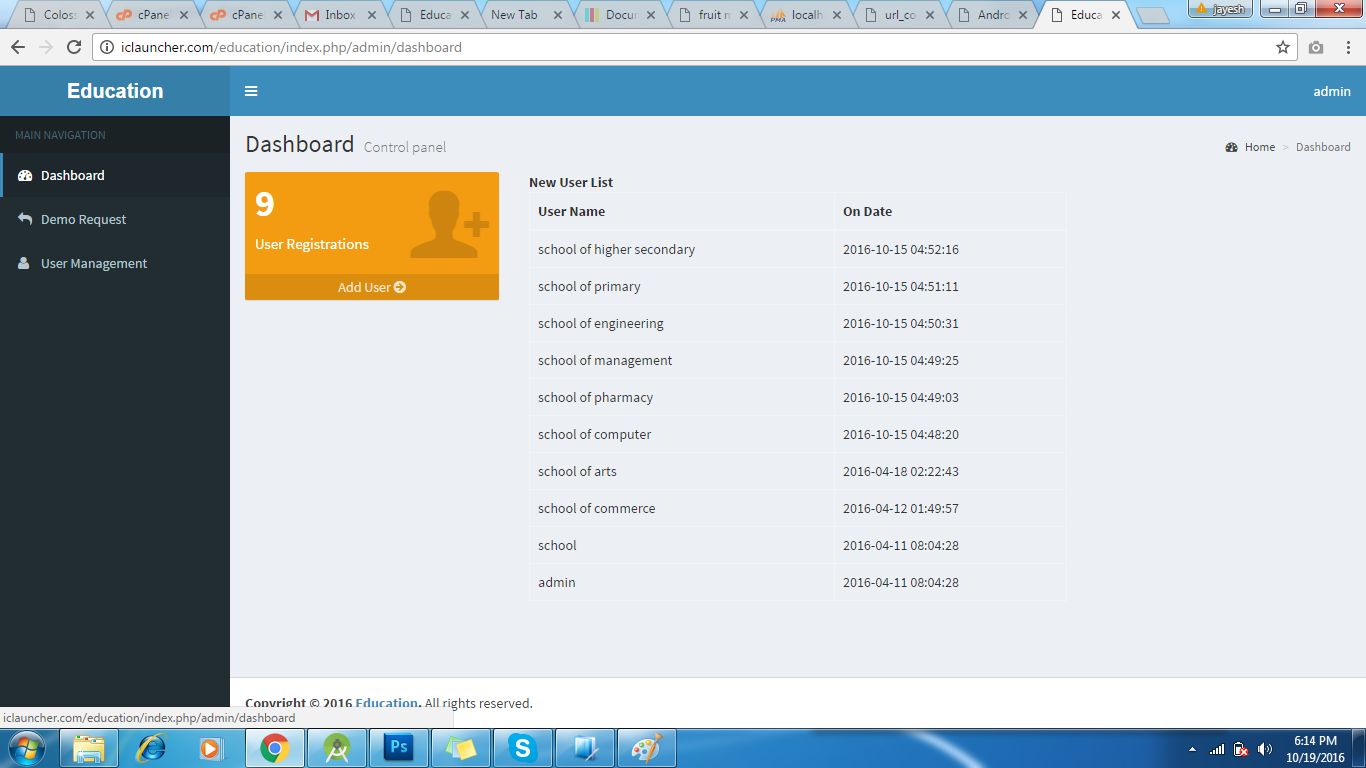 Colos cPanel cPane Inbox Educa New Tab Docur fruit m localh url_co Andro Educa jayesh
iclauncher.com/education/index.php/admin/dashboard
Education admin
MAIN NAVIGATION
Dashboard
Demo Request
User Management
Dashboard Control panel
Home > Dashboard
9
User Registrations
Add User
New User List
User Name On Date
school of higher secondary 2016-10-15 04:52:16
school of primary 2016-10-15 04:51:11
school of engineering 2016-10-15 04:50:31
school of management 2016-10-15 04:49:25
school of pharmacy 2016-10-15 04:49:03
school of computer 2016-10-15 04:48:20
school of arts 2016-04-18 02:22:43
school of commerce 2016-04-12 01:49:57
school 2016-04-11 08:04:28
admin 2016-04-11 08:04:28
Copyright © 2016 Education. All rights reserved.
iclauncher.com/education/index.php/admin/dashboard
Ps
6:14 PM
10/19/2016